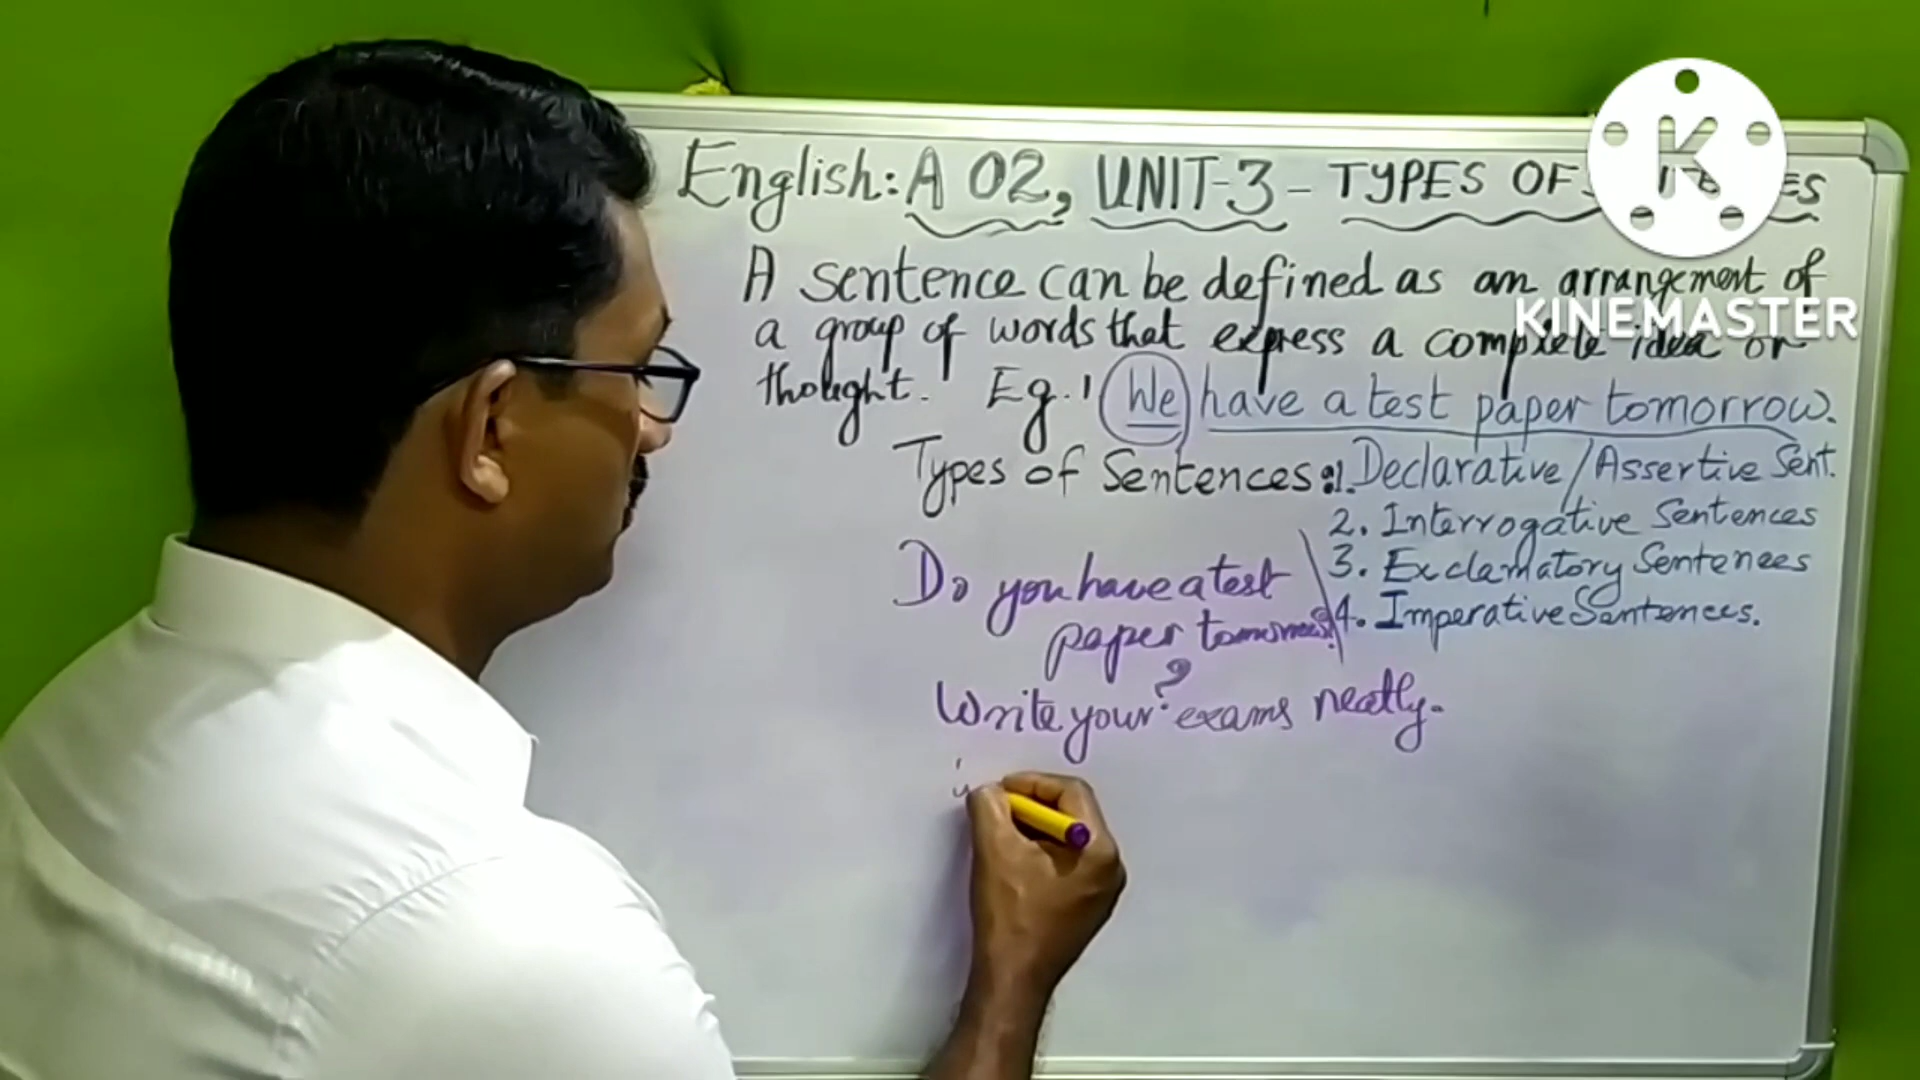 English: A 02, UNIT-3 - TYPES OF
A sentence can be defined as an arrangement of
a group of words that express a complete idea or
thought. Eg. 1 We have a test paper tomorrow.
Types of Sentences: 1. Declarative/Assertive Sent.
2. Interrogative Sentences
3. Exclamatory Sentences
4. Imperative Sentences.
Do you have a test
paper tomorrow?
?
Write your exams neatly.
KINEMASTER